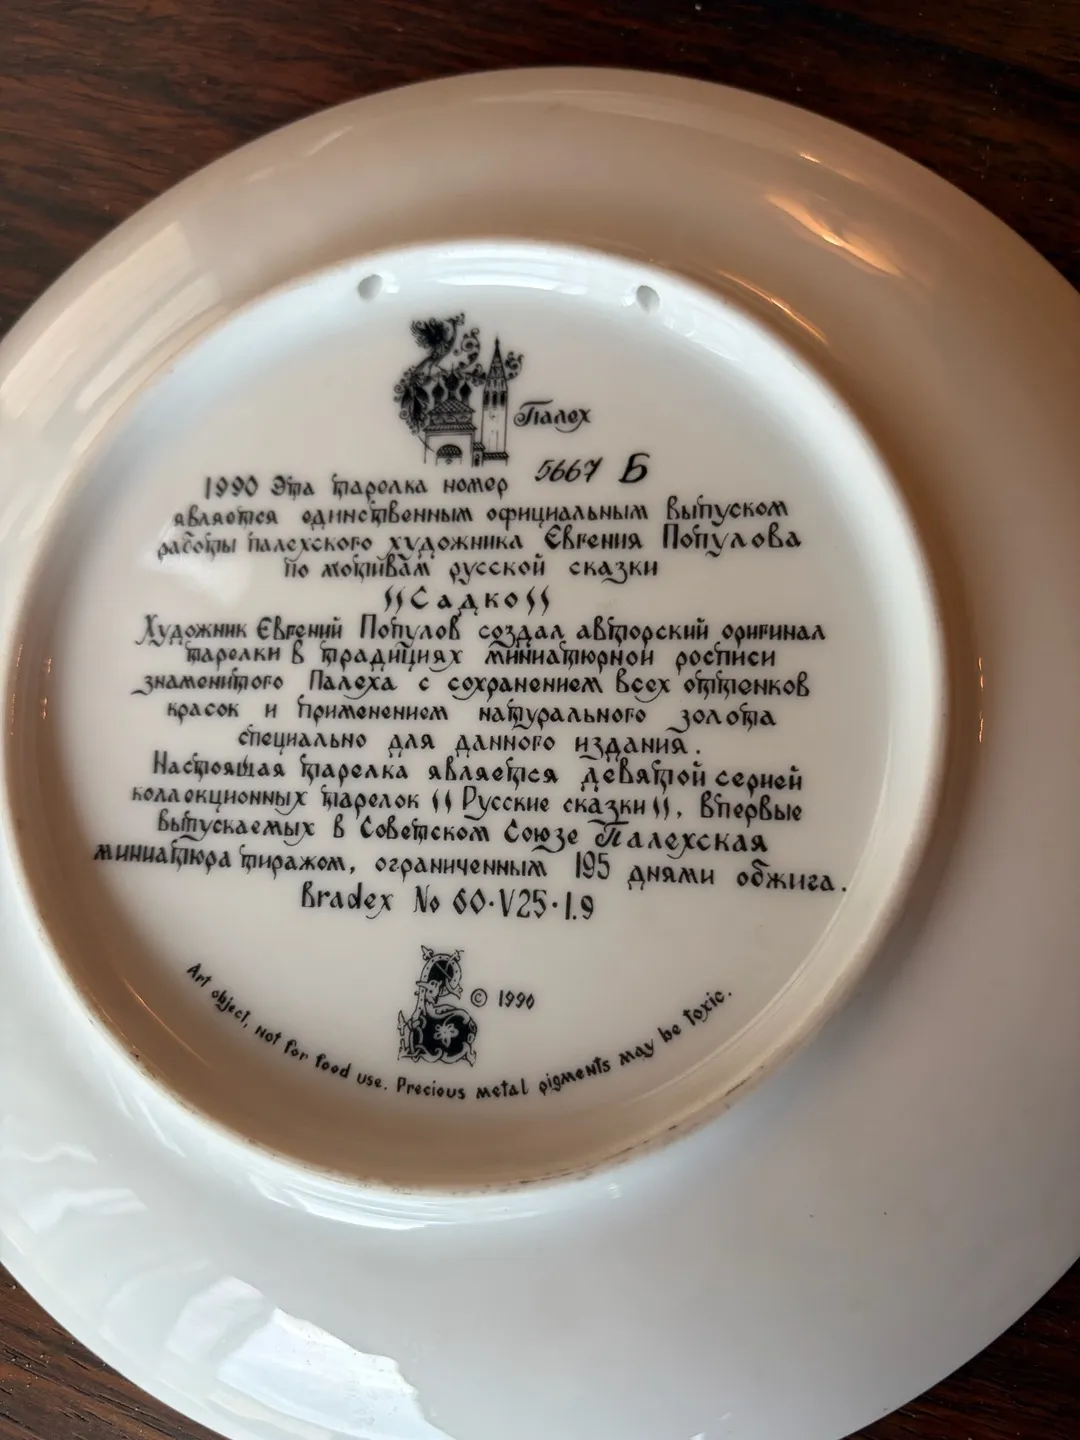 Палех
1990 Эта тарелка номер 5667 Б
является единственным официальным выпуском
работы палехского художника Евгения Популова
по мотивам русской сказки
"Садко"
Художник Евгений Популов создал авторский оригинал
тарелки в традициях миниатюрной росписи
знаменитого Палеха с сохранением всех оттенков
красок и применением натурального золота
специально для данного издания.
Настоящая тарелка является девятой серией
коллекционных тарелок "Русские сказки", впервые
выпускаемых в Советском Союзе Палехская
миниатюра тиражом, ограниченным 195 днями обжига.
Bradex No 60·V25·1.9
© 1990
Art object, not for food use. Precious metal pigments may be toxic.